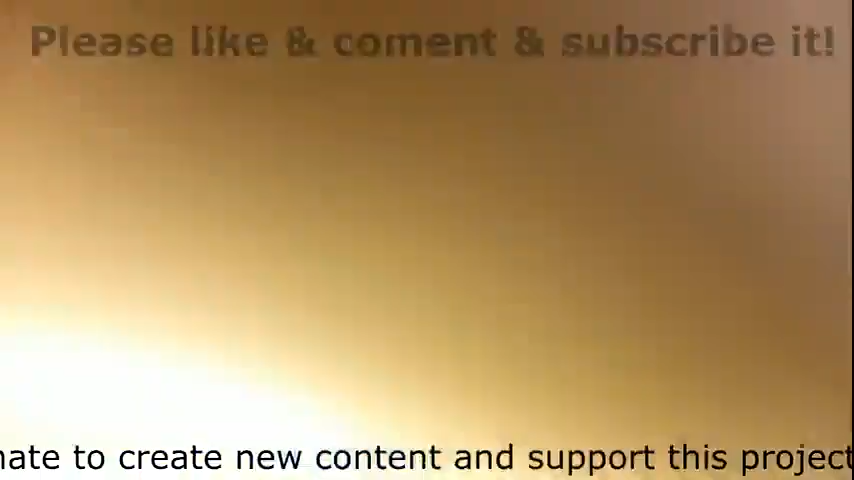 Please like & coment & subscribe it!
nate to create new content and support this project